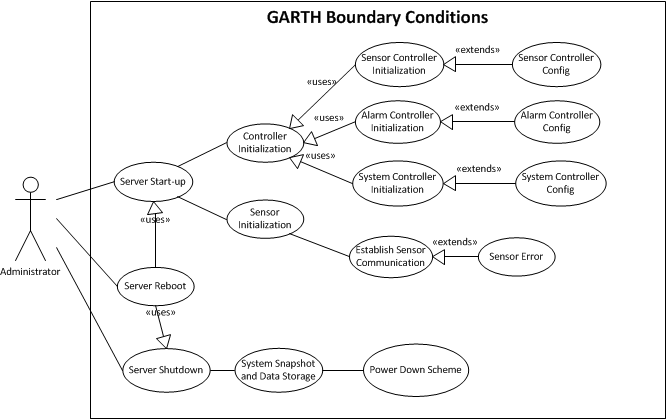 GARTH Boundary Conditions
Sensor Controller
Initialization
«extends»
Sensor Controller
Config
«uses»
Alarm Controller
Initialization
«extends»
Alarm Controller
Config
«uses»
Controller
Initialization
«uses»
System Controller
Initialization
«extends»
System Controller
Config
Server Start-up
«uses»
Sensor
Initialization
Establish Sensor
Communication
«extends»
Sensor Error
Administrator
Server Reboot
«uses»
Server Shutdown
System Snapshot
and Data Storage
Power Down Scheme